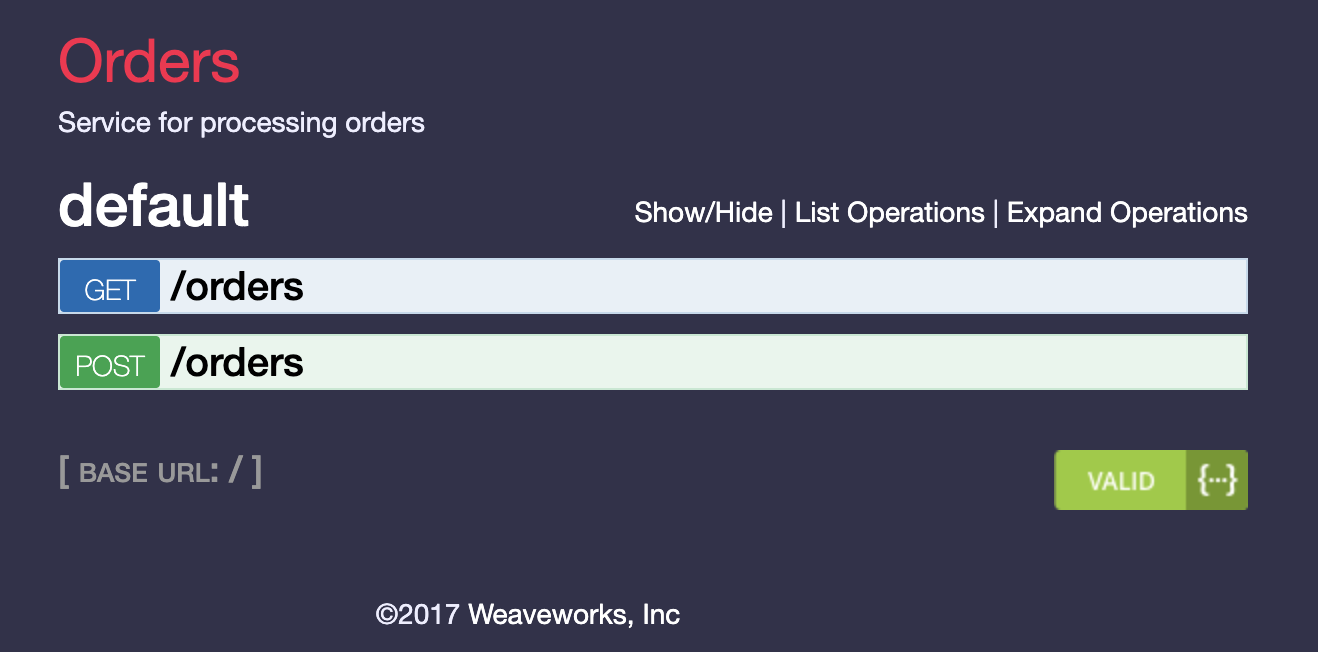 Orders
Service for processing orders
default
Show/Hide | List Operations | Expand Operations
GET /orders
POST /orders
[ BASE URL: / ]
VALID {...}
©2017 Weaveworks, Inc